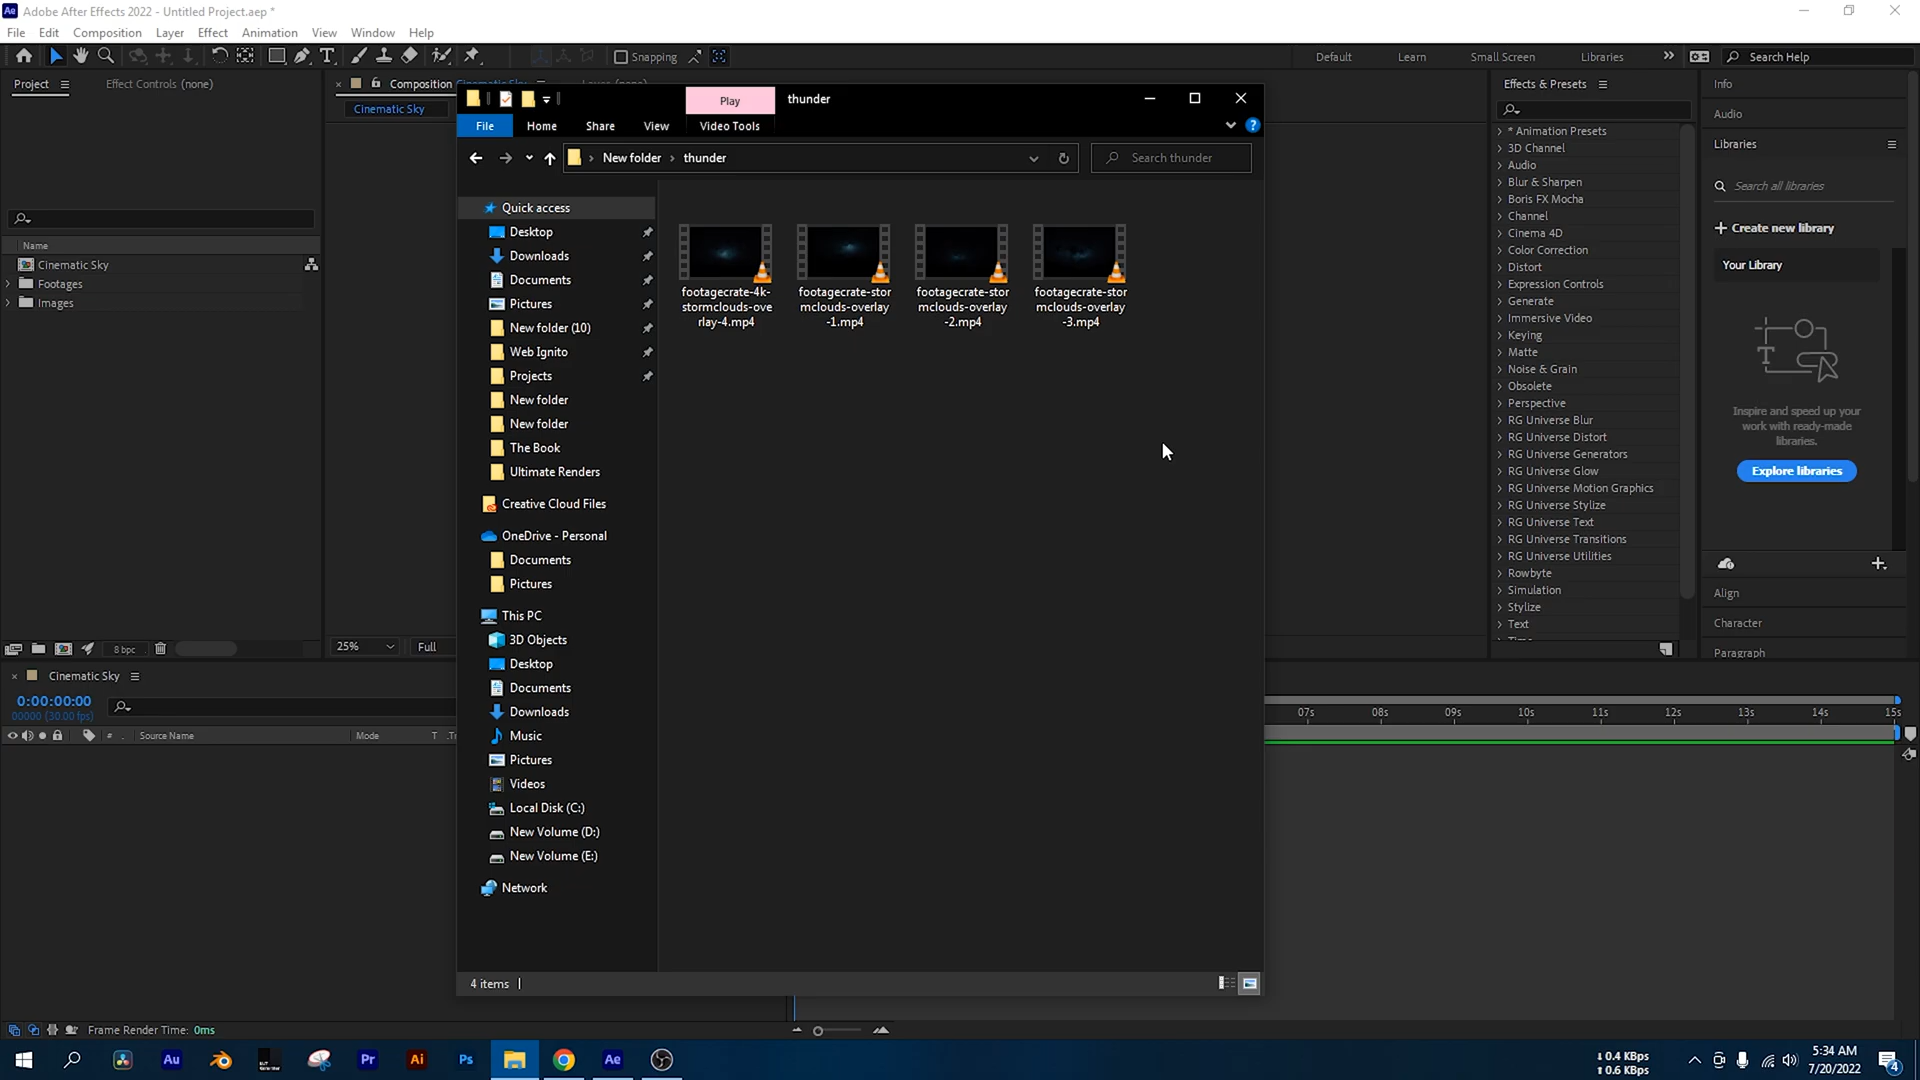 Adobe After Effects 2022 - Untitled Project.aep *
File Edit Composition Layer Effect Animation View Window Help
Snapping
Default Learn Small Screen Libraries
Search Help
Project
Effect Controls (none)
Composition
Cinematic Sky
Name
Cinematic Sky
Footages
Images
8 bpc
25%
Full
Play
thunder
File Home Share View Video Tools
New folder
thunder
Search thunder
Quick access
Desktop
Downloads
Documents
Pictures
New folder (10)
Web Ignito
Projects
New folder
New folder
The Book
Ultimate Renders
Creative Cloud Files
OneDrive - Personal
Documents
Pictures
This PC
3D Objects
Desktop
Documents
Downloads
Music
Pictures
Videos
Local Disk (C:)
New Volume (D:)
New Volume (E:)
Network
footagecrate-4k-
stormclouds-ove
rlay-4.mp4
footagecrate-stor
mclouds-overlay
-1.mp4
footagecrate-stor
mclouds-overlay
-2.mp4
footagecrate-stor
mclouds-overlay
-3.mp4
4 items
Effects & Presets
* Animation Presets
3D Channel
Audio
Blur & Sharpen
Boris FX Mocha
Channel
Cinema 4D
Color Correction
Distort
Expression Controls
Generate
Immersive Video
Keying
Matte
Noise & Grain
Obsolete
Perspective
RG Universe Blur
RG Universe Distort
RG Universe Generators
RG Universe Glow
RG Universe Motion Graphics
RG Universe Stylize
RG Universe Text
RG Universe Transitions
RG Universe Utilities
Rowbyte
Simulation
Stylize
Text
Info
Audio
Libraries
Search all libraries
Create new library
Your Library
Inspire and speed up your
work with ready-made
libraries.
Explore libraries
Align
Character
Paragraph
Cinematic Sky
0:00:00:00
00000 (30.00 fps)
# Source Name Mode T
07s 08s 09s 10s 11s 12s 13s 14s 15s
Frame Render Time: 0ms
Au Pr Ai Ps Ae
0.4 KBps
0.6 KBps
5:34 AM
7/20/2022
4